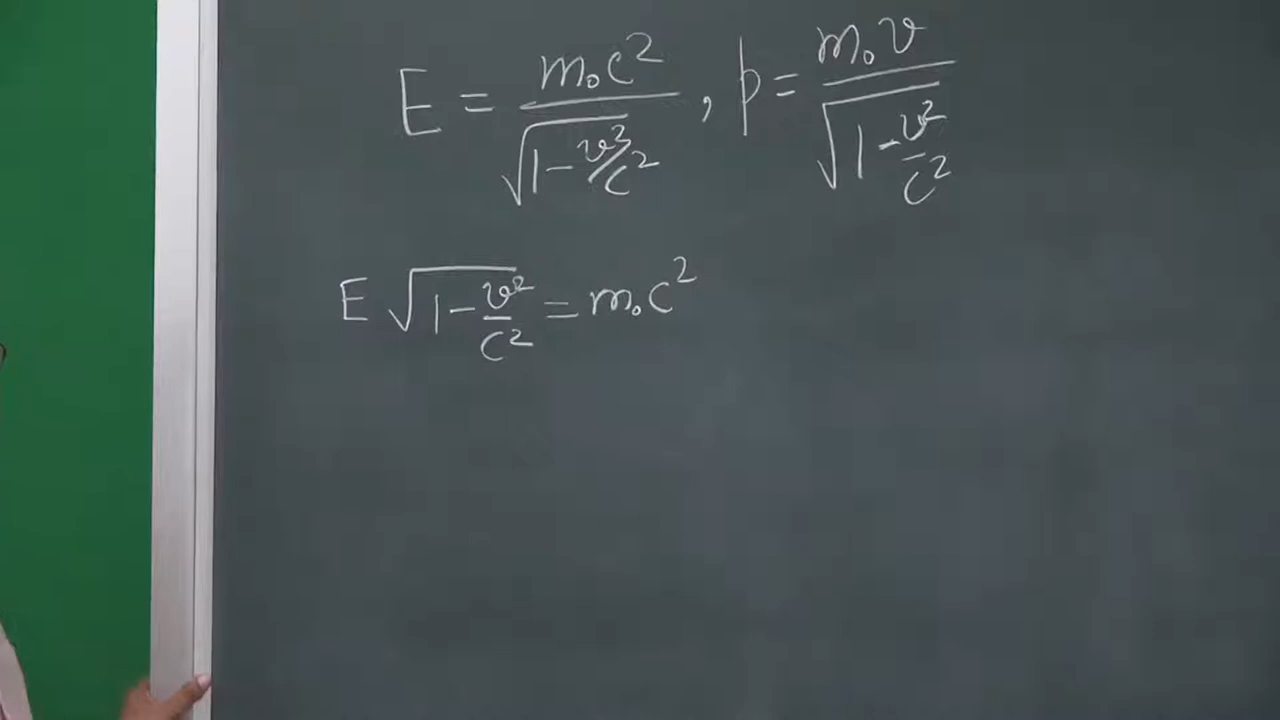 E = m₀c² / √(1 - v²/c²) , p = m₀v / √(1 - v²/c²)
E √(1 - v²/c²) = m₀c²